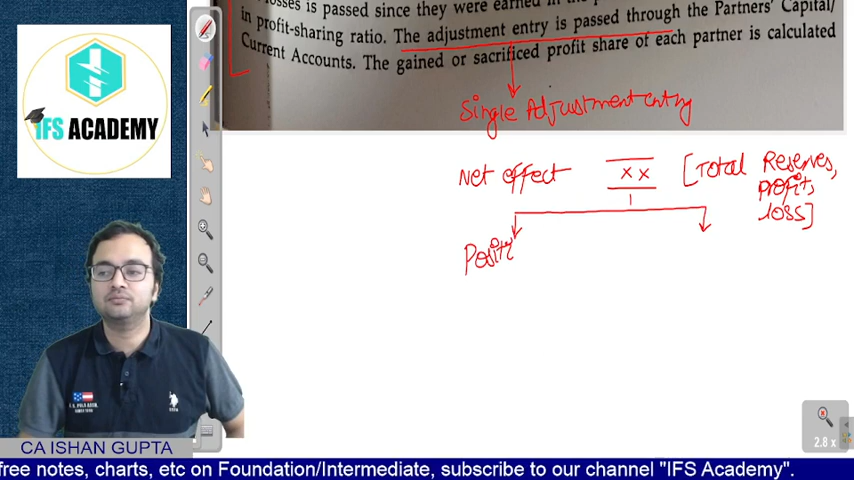 losses is passed since they were earned in the p
in profit-sharing ratio. The adjustment entry is passed through the Partners' Capital/
Current Accounts. The gained or sacrificed profit share of each partner is calculated
Single Adjustment entry
Net effect x x [Total Reserves,
profits,
loss]
Positi
IFS ACADEMY
CA ISHAN GUPTA
free notes, charts, etc on Foundation/Intermediate, subscribe to our channel "IFS Academy".
2.8 x